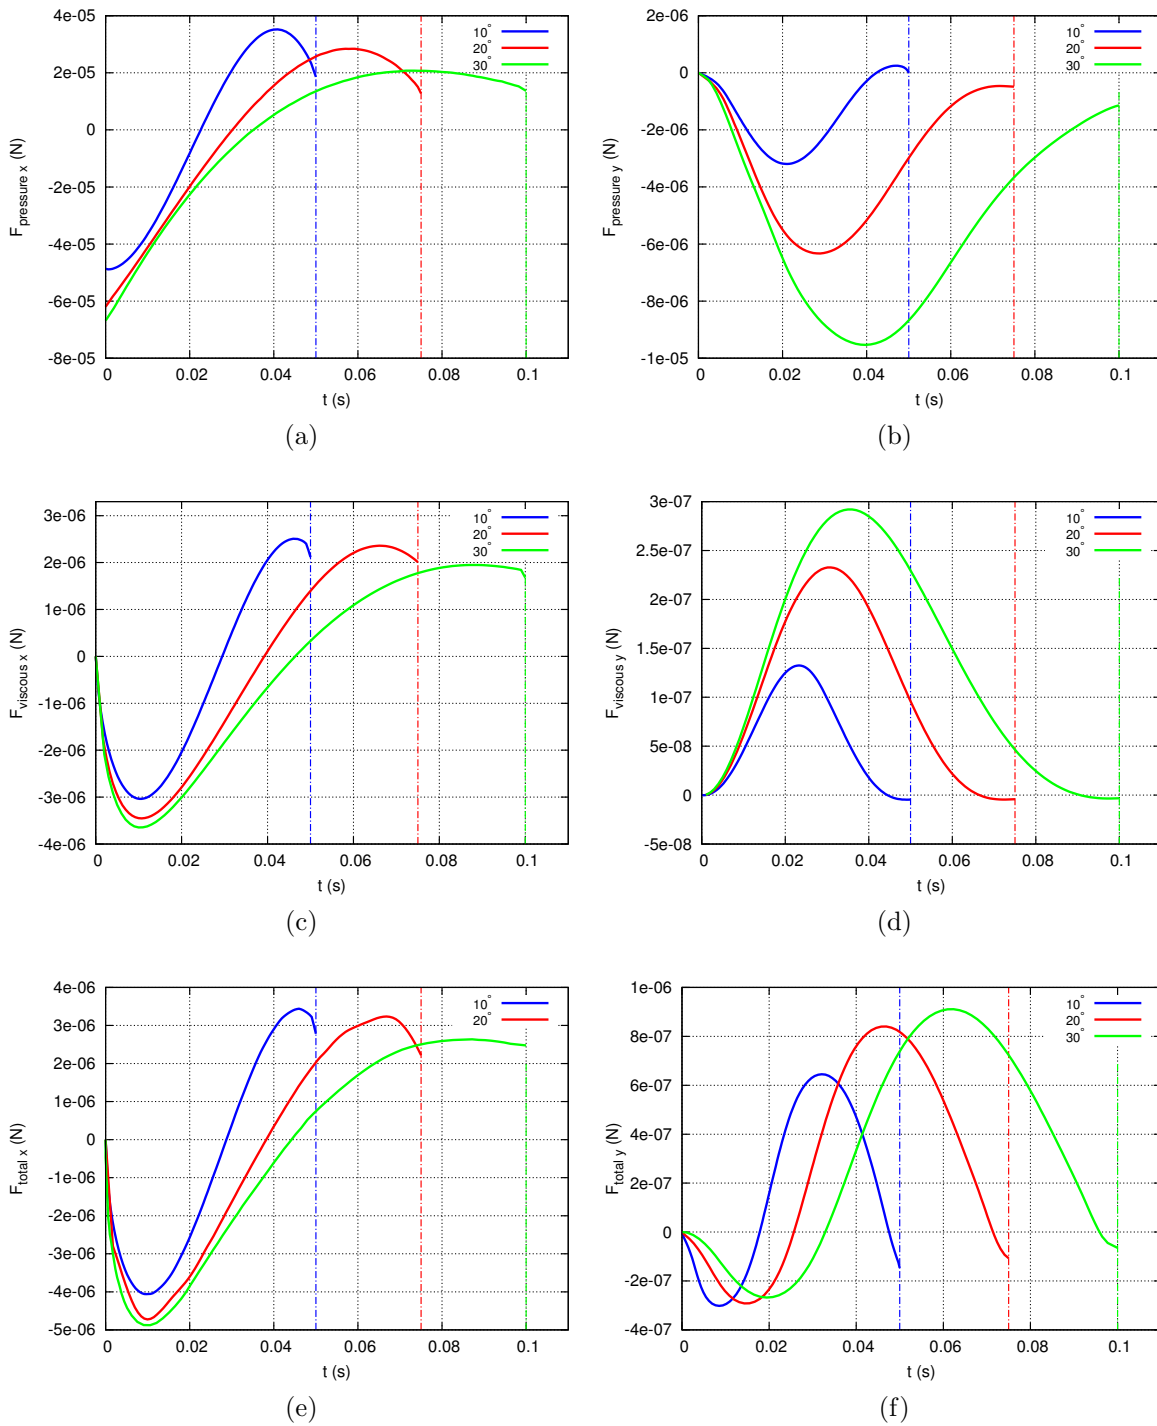 4e-05
2e-05
0
-2e-05
-4e-05
-6e-05
-8e-05
F pressure x (N)
10°
20°
30°
0 0.02 0.04 0.06 0.08 0.1
t (s)
(a)
2e-06
0
-2e-06
-4e-06
-6e-06
-8e-06
-1e-05
F pressure y (N)
10°
20°
30°
0 0.02 0.04 0.06 0.08 0.1
t (s)
(b)
3e-06
2e-06
1e-06
0
-1e-06
-2e-06
-3e-06
-4e-06
F viscous x (N)
10°
20°
30°
0 0.02 0.04 0.06 0.08 0.1
t (s)
(c)
3e-07
2.5e-07
2e-07
1.5e-07
1e-07
5e-08
0
-5e-08
F viscous y (N)
10°
20°
30°
0 0.02 0.04 0.06 0.08 0.1
t (s)
(d)
4e-06
3e-06
2e-06
1e-06
0
-1e-06
-2e-06
-3e-06
-4e-06
-5e-06
F total x (N)
10°
20°
0 0.02 0.04 0.06 0.08 0.1
t (s)
(e)
1e-06
8e-07
6e-07
4e-07
2e-07
0
-2e-07
-4e-07
F total y (N)
10°
20°
30°
0 0.02 0.04 0.06 0.08 0.1
t (s)
(f)